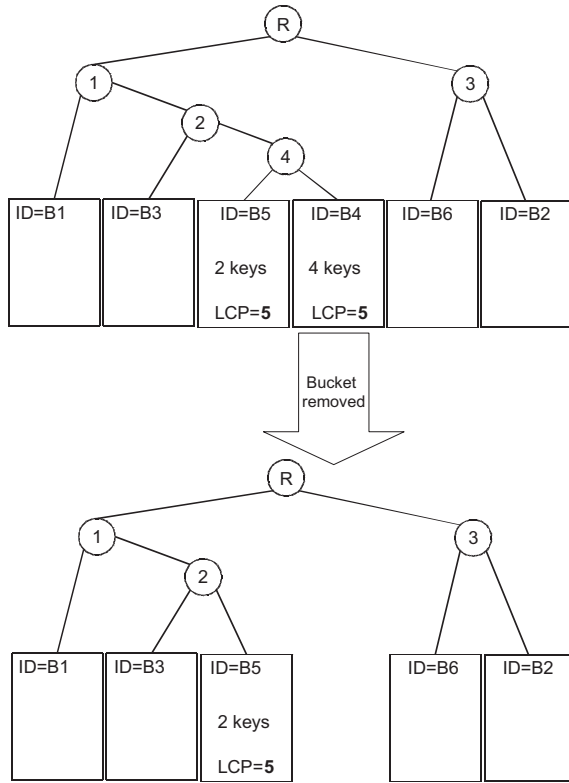 R
1
3
2
4
ID=B1 ID=B3 ID=B5 ID=B4 ID=B6 ID=B2
2 keys 4 keys
LCP=5 LCP=5
Bucket
removed
R
1
3
2
ID=B1 ID=B3 ID=B5 ID=B6 ID=B2
2 keys
LCP=5